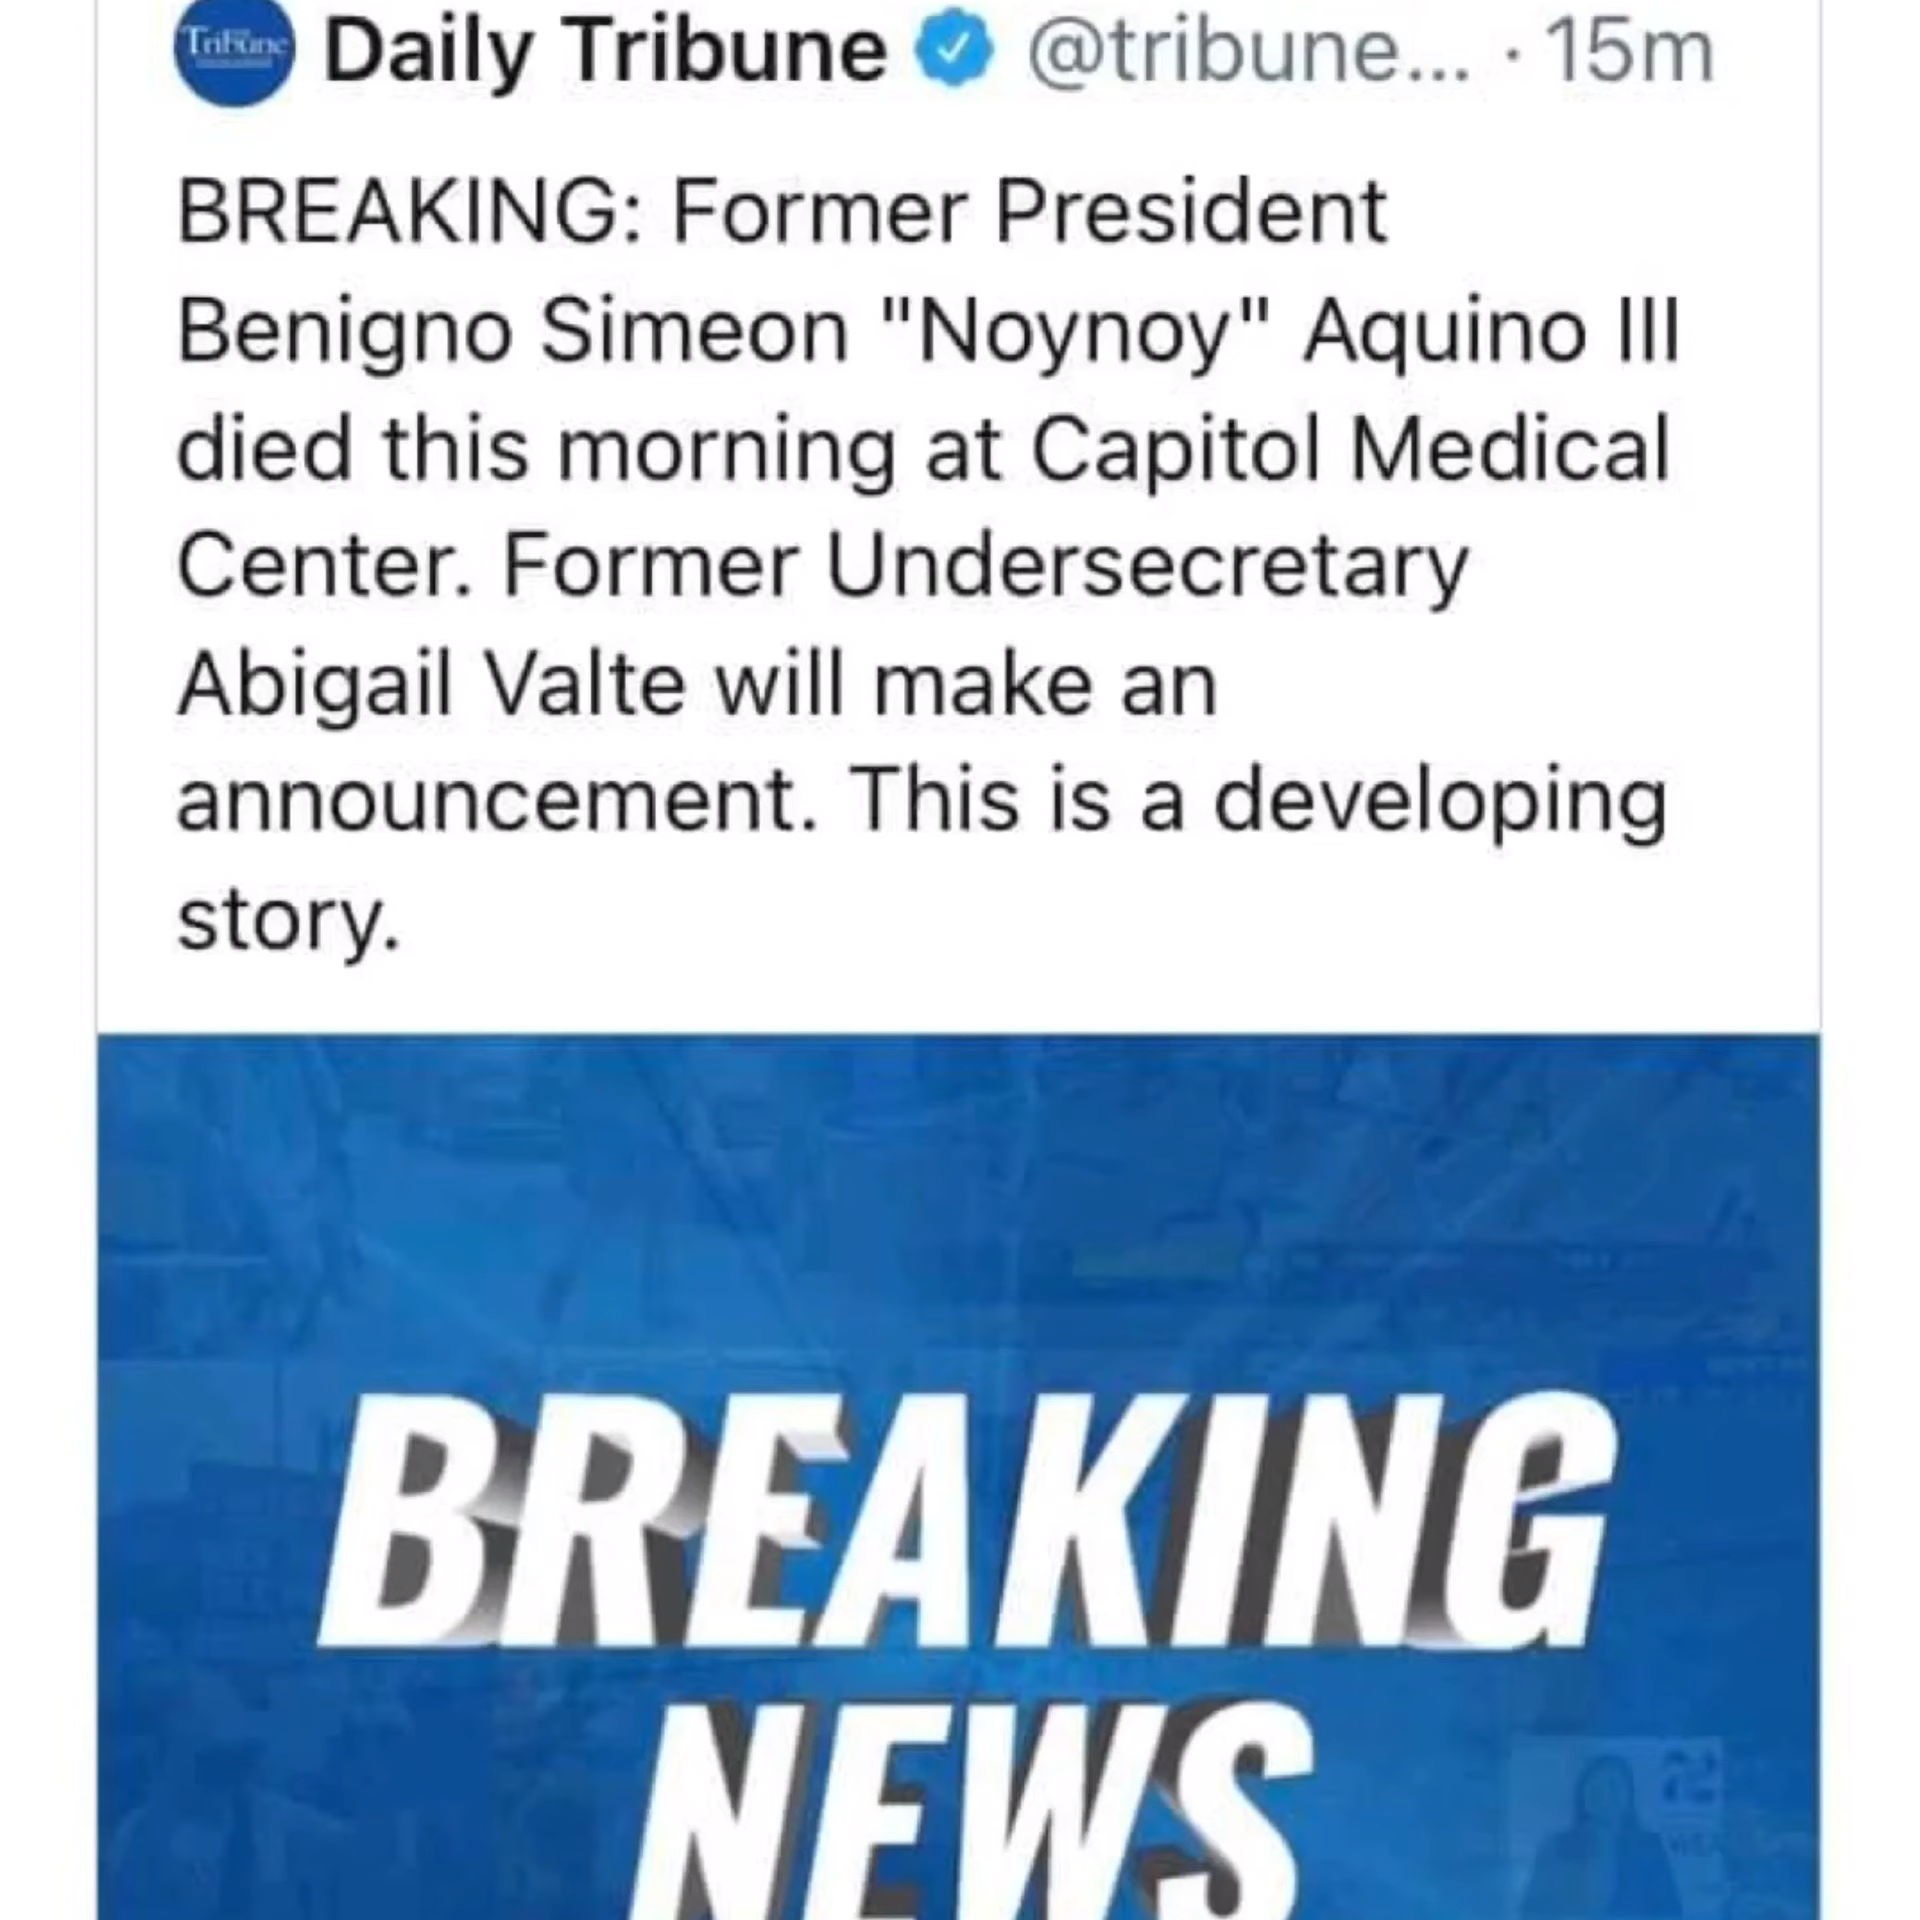 Tribune
Daily Tribune @tribune... · 15m
BREAKING: Former President
Benigno Simeon "Noynoy" Aquino III
died this morning at Capitol Medical
Center. Former Undersecretary
Abigail Valte will make an
announcement. This is a developing
story.
BREAKING
NEWS